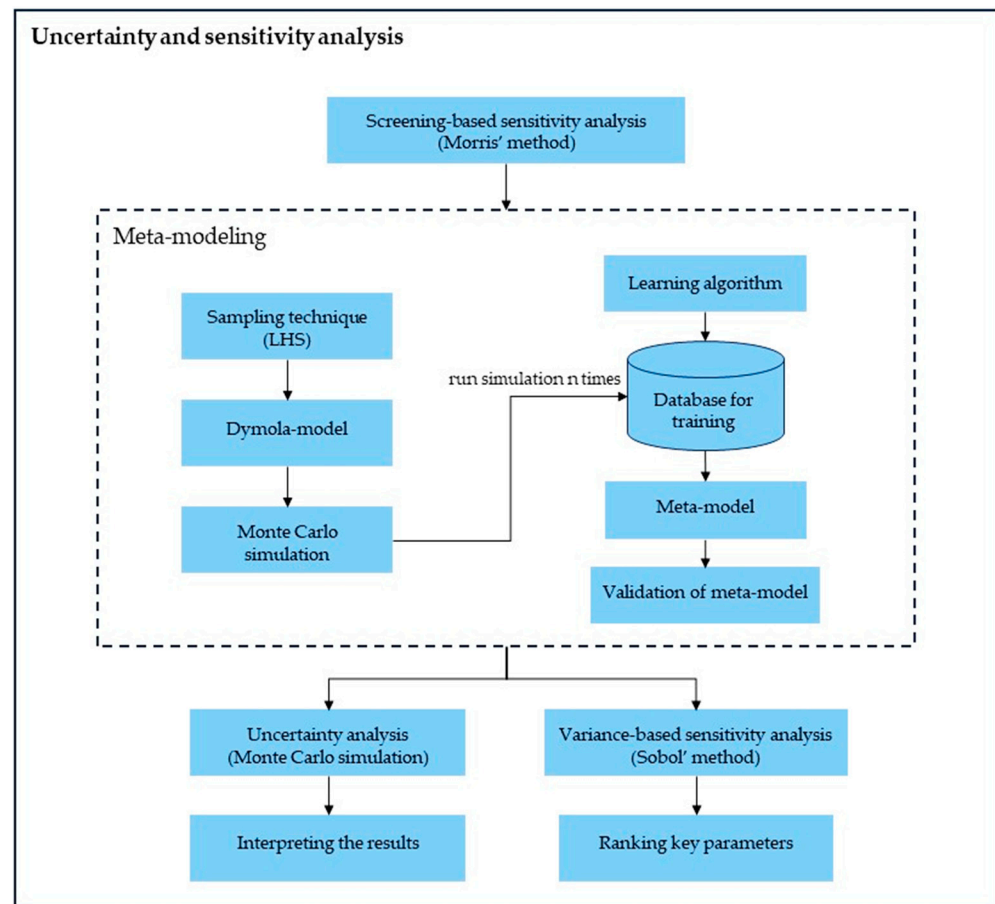 Uncertainty and sensitivity analysis
Screening-based sensitivity analysis
(Morris' method)
Meta-modeling
Sampling technique
(LHS)
Dymola-model
Monte Carlo
simulation
run simulation n times
Learning algorithm
Database for
training
Meta-model
Validation of meta-model
Uncertainty analysis
(Monte Carlo simulation)
Interpreting the results
Variance-based sensitivity analysis
(Sobol' method)
Ranking key parameters